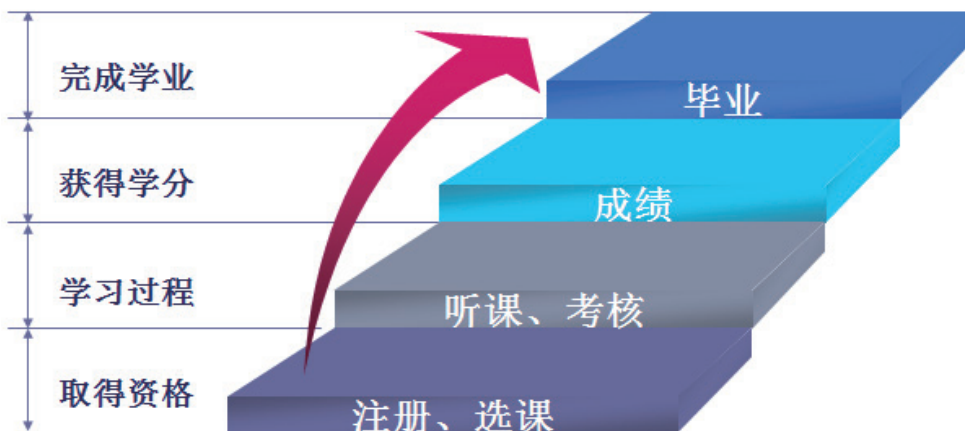 完成学业
毕业
获得学分
成绩
学习过程
听课、考核
取得资格
注册、选课